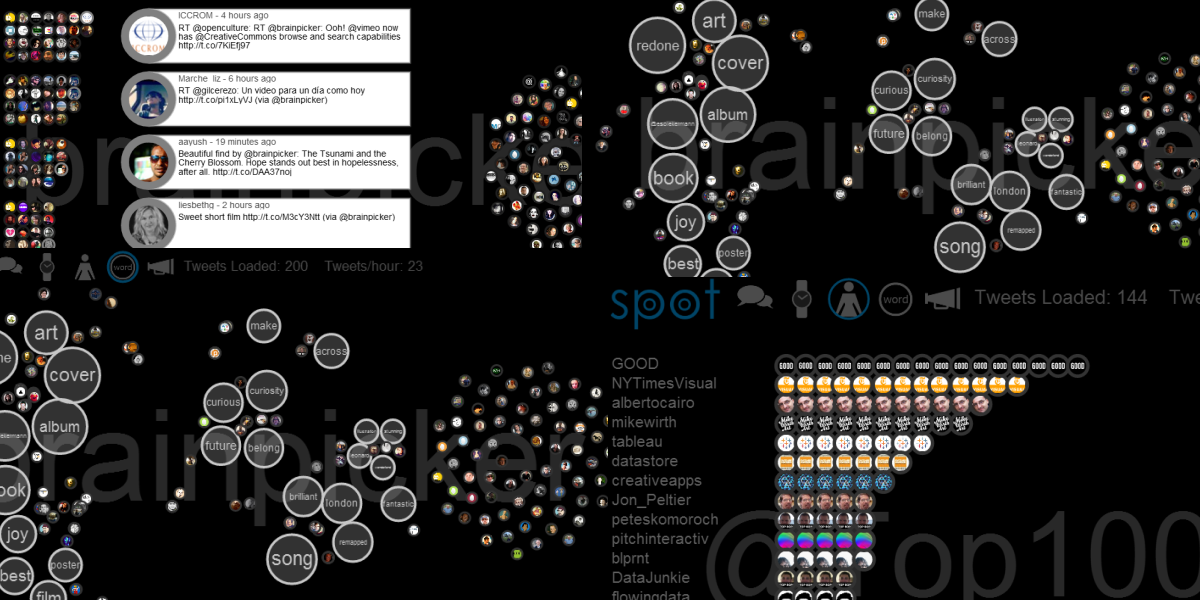 ICCROM - 4 hours ago
RT @openculture: RT @brainpicker: Ooh! @vimeo now
has @CreativeCommons browse and search capabilities
http://t.co/7KiEfj97
ICCROM
Marche_liz - 6 hours ago
RT @gilcerezo: Un video para un día como hoy
http://t.co/pi1xLyVJ (via @brainpicker)
aayush - 19 minutes ago
Beautiful find by @brainpicker: The Tsunami and the
Cherry Blossom. Hope stands out best in hopelessness,
after all. http://t.co/DAA37noj
liesbethg - 2 hours ago
Sweet short film http://t.co/M3cY3Ntt (via @brainpicker)
brainpicke
word
Tweets Loaded: 200
Tweets/hour: 23
art
make
redone
across
cover
curiosity
curious
album
future
belong
book
brilliant
london
fantastic
joy
remapped
song
poster
best
brainpicker
make
art
across
ne
cover
curiosity
curious
album
future
belong
ook
brilliant
london
fantastic
joy
remapped
song
poster
best
film
rainpicker
spot
word
Tweets Loaded: 144
Twe
GOOD
NYTimesVisual
albertocairo
mikewirth
tableau
datastore
creativeapps
Jon_Peltier
peteskomoroch
pitchinteractiv
blprnt
DataJunkie
flowingdata
@Top100